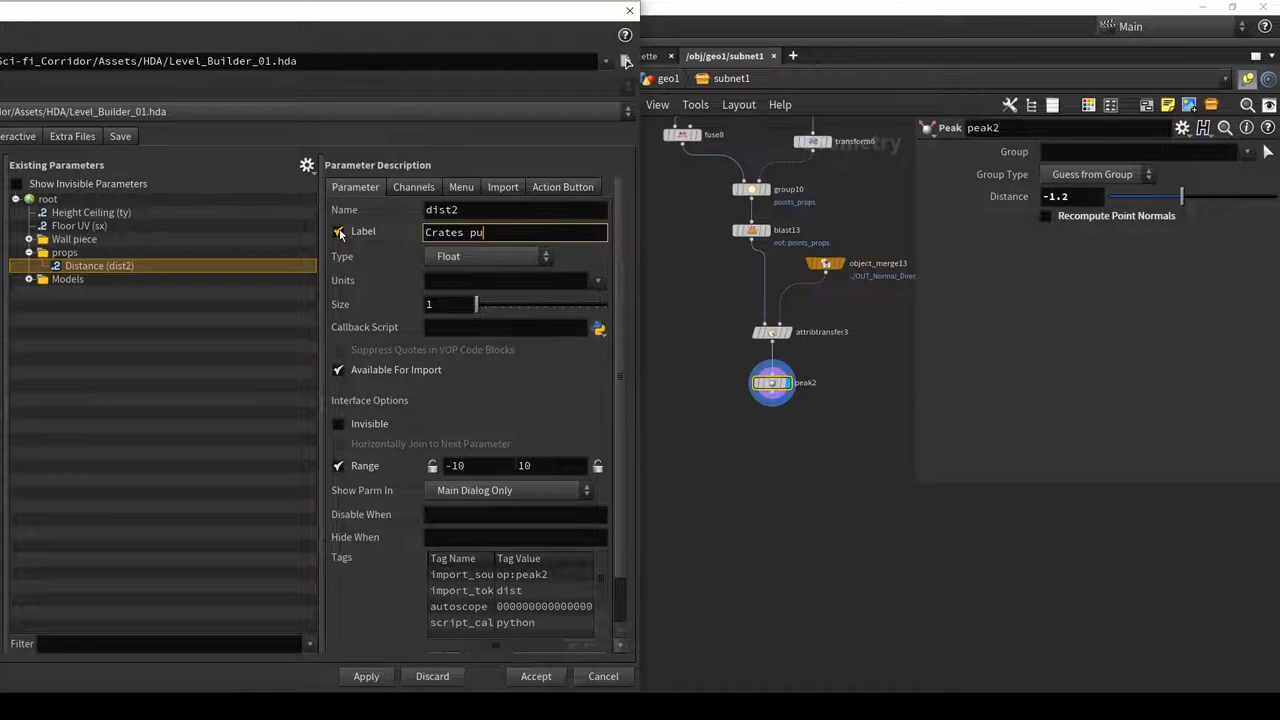 Main
ette
/obj/geo1/subnet1
Sci-fi_Corridor/Assets/HDA/Level_Builder_01.hda
geo1
subnet1
or/Assets/HDA/Level_Builder_01.hda
View Tools Layout Help
eractive Extra Files Save
Peak peak2
fuse8
transform6
Group
Existing Parameters
Parameter Description
Group Type Guess from Group
Show Invisible Parameters
Parameter Channels Menu Import Action Button
group10
points_props
Distance -1.2
root
Name dist2
Recompute Point Normals
Height Ceiling (ty)
Floor UV (sx)
Label Crates pu
blast13
not: points_props
Wall piece
props
Type Float
Distance (dist2)
object_merge13
../OUT_Normal_Direc
Models
Units
Size 1
Callback Script
attribtransfer3
Suppress Quotes in VOP Code Blocks
Available For Import
peak2
Interface Options
Invisible
Horizontally Join to Next Parameter
Range -10 10
Show Parm In Main Dialog Only
Disable When
Hide When
Tags
Tag Name Tag Value
import_sou op:peak2
import_tok dist
autoscope 000000000000000
script_cal python
Filter
Apply Discard Accept Cancel